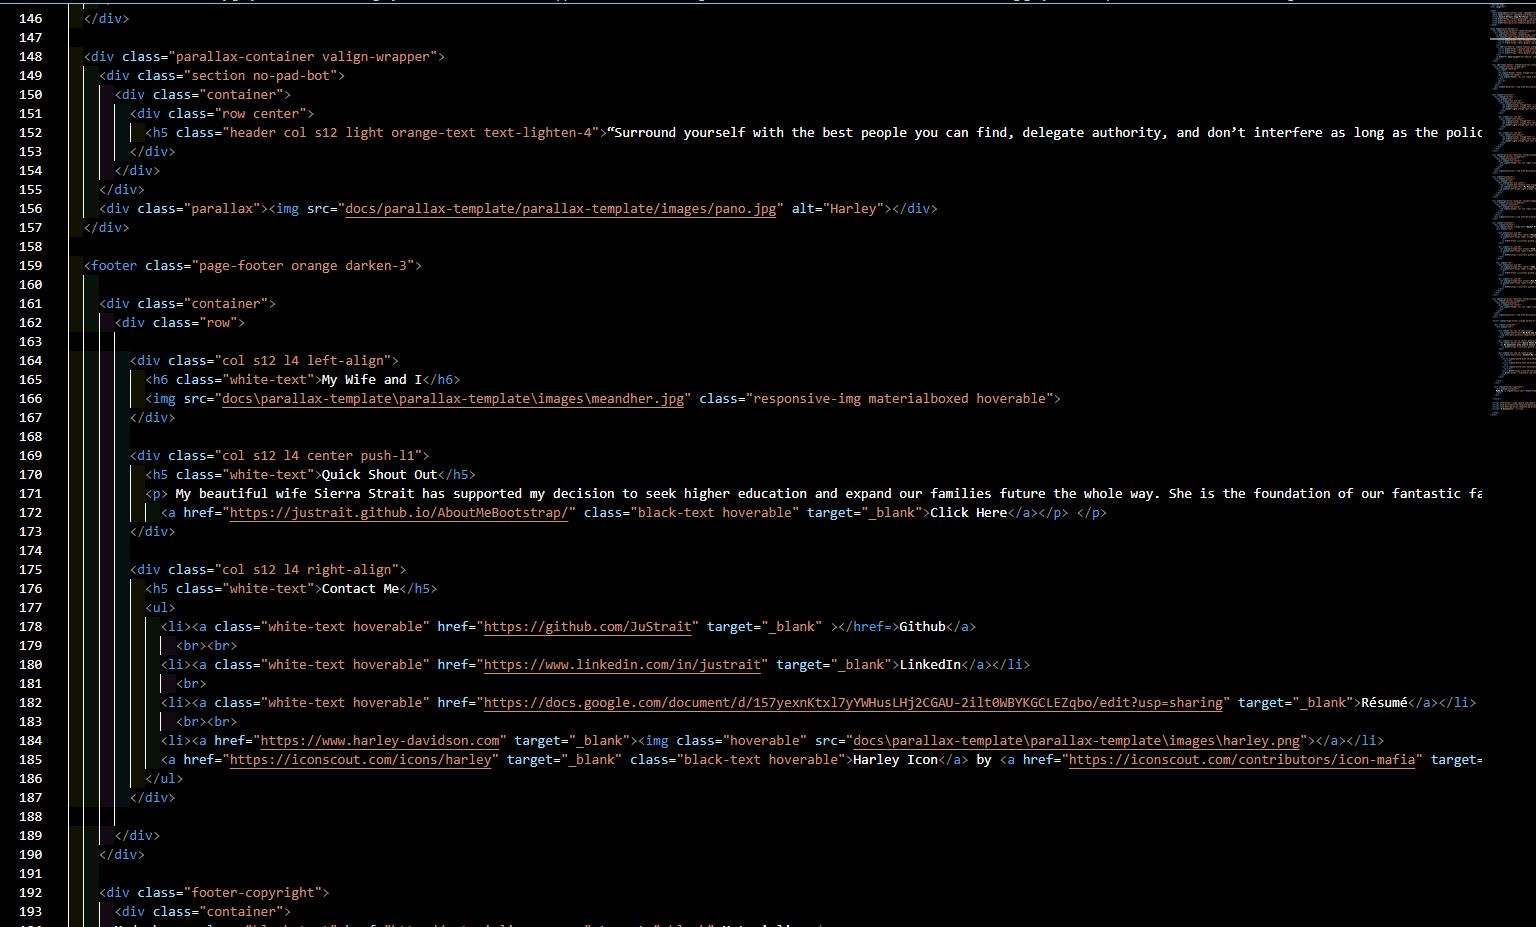 146 </div>
147
148 <div class="parallax-container valign-wrapper">
149 <div class="section no-pad-bot">
150 <div class="container">
151 <div class="row center">
152 <h5 class="header col s12 light orange-text text-lighten-4">“Surround yourself with the best people you can find, delegate authority, and don’t interfere as long as the polic
153 </div>
154 </div>
155 </div>
156 <div class="parallax"><img src="docs/parallax-template/parallax-template/images/pano.jpg" alt="Harley"></div>
157 </div>
158
159 <footer class="page-footer orange darken-3">
160
161 <div class="container">
162 <div class="row">
163
164 <div class="col s12 l4 left-align">
165 <h6 class="white-text">My Wife and I</h6>
166 <img src="docs\parallax-template\parallax-template\images\meandher.jpg" class="responsive-img materialboxed hoverable">
167 </div>
168
169 <div class="col s12 l4 center push-l1">
170 <h5 class="white-text">Quick Shout Out</h5>
171 <p> My beautiful wife Sierra Strait has supported my decision to seek higher education and expand our families future the whole way. She is the foundation of our fantastic fa
172 <a href="https://justrait.github.io/AboutMeBootstrap/" class="black-text hoverable" target="_blank">Click Here</a></p> </p>
173 </div>
174
175 <div class="col s12 l4 right-align">
176 <h5 class="white-text">Contact Me</h5>
177 <ul>
178 <li><a class="white-text hoverable" href="https://github.com/JuStrait" target="_blank" ></href=>Github</a>
179 <br><br>
180 <li><a class="white-text hoverable" href="https://www.linkedin.com/in/justrait" target="_blank">LinkedIn</a></li>
181 <br>
182 <li><a class="white-text hoverable" href="https://docs.google.com/document/d/157yexnKtxl7yYWHusLHj2CGAU-2ilt0WBYKGCLEZqbo/edit?usp=sharing" target="_blank">Résumé</a></li>
183 <br><br>
184 <li><a href="https://www.harley-davidson.com" target="_blank"><img class="hoverable" src="docs\parallax-template\parallax-template\images\harley.png"></a></li>
185 <a href="https://iconscout.com/icons/harley" target="_blank" class="black-text hoverable">Harley Icon</a> by <a href="https://iconscout.com/contributors/icon-mafia" target=
186 </ul>
187 </div>
188
189 </div>
190 </div>
191
192 <div class="footer-copyright">
193 <div class="container">